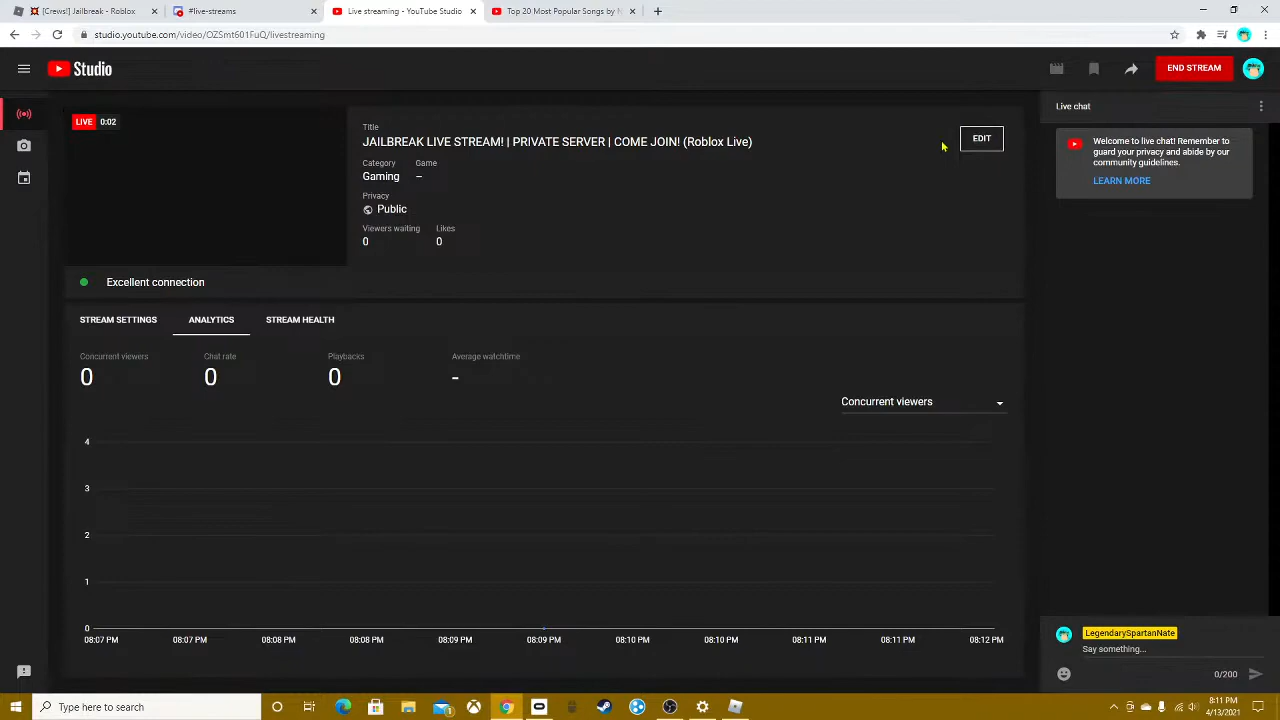 [Crews!] Jailbreak - Roblox
#live-streams
Live streaming - YouTube Studio
Top 20 Most Popular Songs by N
studio.youtube.com/video/OZSmt601FuQ/livestreaming
Studio
END STREAM
LIVE 0:02
Title
JAILBREAK LIVE STREAM! | PRIVATE SERVER | COME JOIN! (Roblox Live)
EDIT
Category Game
Gaming –
Privacy
Public
Viewers waiting Likes
0 0
Excellent connection
STREAM SETTINGS ANALYTICS STREAM HEALTH
Concurrent viewers Chat rate Playbacks Average watchtime
0 0 0 -
Concurrent viewers
4
3
2
1
0
08:07 PM 08:07 PM 08:08 PM 08:08 PM 08:09 PM 08:09 PM 08:10 PM 08:10 PM 08:11 PM 08:11 PM 08:12 PM
Live chat
Welcome to live chat! Remember to
guard your privacy and abide by our
community guidelines.
LEARN MORE
LegendarySpartanNate
Say something...
0/200
Type here to search
8:11 PM
4/13/2021